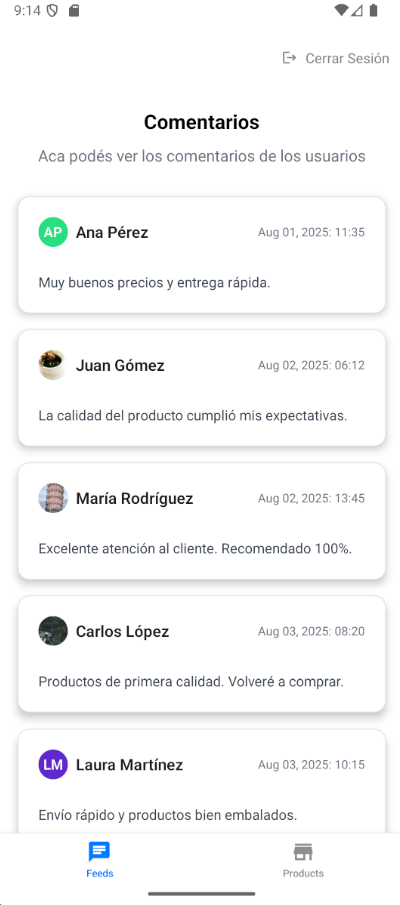 9:14
Cerrar Sesión
Comentarios
Aca podés ver los comentarios de los usuarios
AP Ana Pérez Aug 01, 2025: 11:35
Muy buenos precios y entrega rápida.
Juan Gómez Aug 02, 2025: 06:12
La calidad del producto cumplió mis expectativas.
María Rodríguez Aug 02, 2025: 13:45
Excelente atención al cliente. Recomendado 100%.
Carlos López Aug 03, 2025: 08:20
Productos de primera calidad. Volveré a comprar.
LM Laura Martínez Aug 03, 2025: 10:15
Envío rápido y productos bien embalados.
Feeds Products